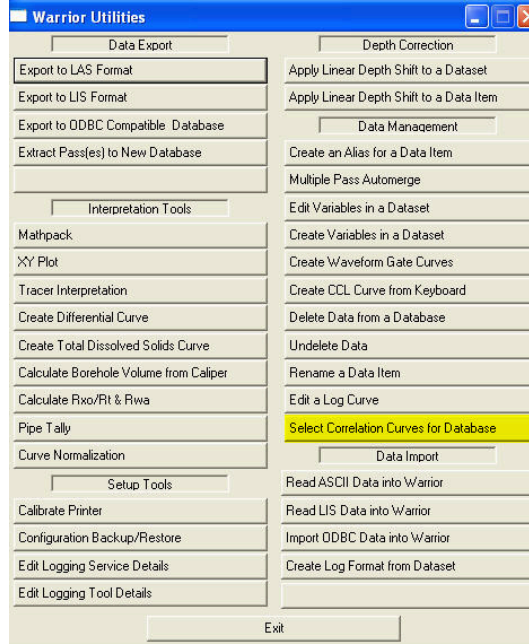 Warrior Utilities
Data Export
Export to LAS Format
Export to LIS Format
Export to ODBC Compatible Database
Extract Pass(es) to New Database
Interpretation Tools
Mathpack
XY Plot
Tracer Interpretation
Create Differential Curve
Create Total Dissolved Solids Curve
Calculate Borehole Volume from Caliper
Calculate Rxo/Rt & Rwa
Pipe Tally
Curve Normalization
Setup Tools
Calibrate Printer
Configuration Backup/Restore
Edit Logging Service Details
Edit Logging Tool Details
Depth Correction
Apply Linear Depth Shift to a Dataset
Apply Linear Depth Shift to a Data Item
Data Management
Create an Alias for a Data Item
Multiple Pass Automerge
Edit Variables in a Dataset
Create Variables in a Dataset
Create Waveform Gate Curves
Create CCL Curve from Keyboard
Delete Data from a Database
Undelete Data
Rename a Data Item
Edit a Log Curve
Select Correlation Curves for Database
Data Import
Read ASCII Data into Warrior
Read LIS Data into Warrior
Import ODBC Data into Warrior
Create Log Format from Dataset
Exit